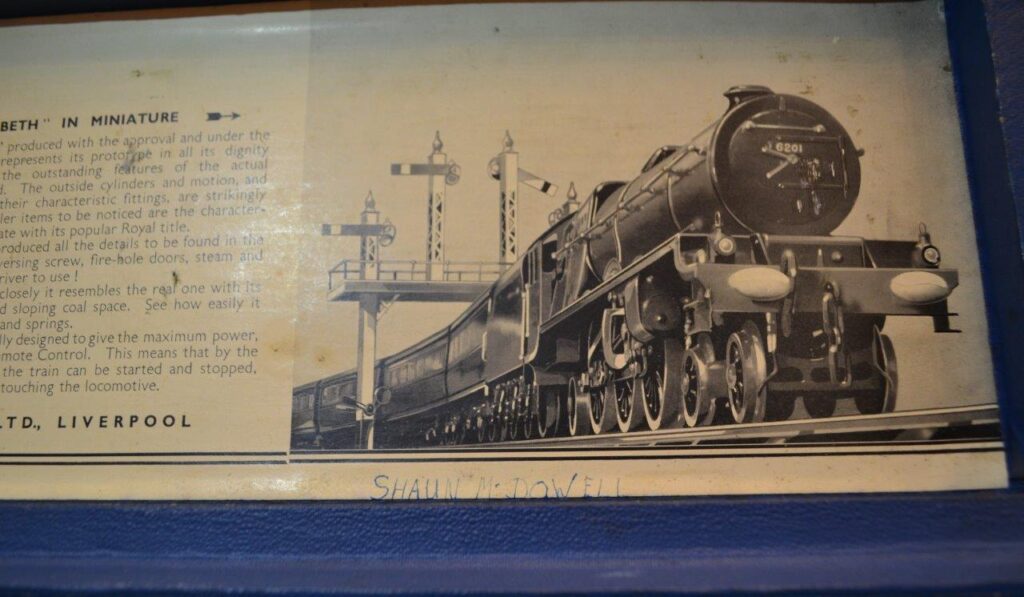 BETH" IN MINIATURE
' produced with the approval and under the
represents its prototype in all its dignity
the outstanding features of the actual
d. The outside cylinders and motion, and
their characteristic fittings, are strikingly
ler items to be noticed are the character-
ate with its popular Royal title.
produced all the details to be found in the
versing screw, fire-hole doors, steam and
river to use !
closely it resembles the real one with its
d sloping coal space. See how easily it
and springs.
lly designed to give the maximum power,
emote Control. This means that by the
the train can be started and stopped,
touching the locomotive.
LTD., LIVERPOOL
6201
SHAUN McDOWELL